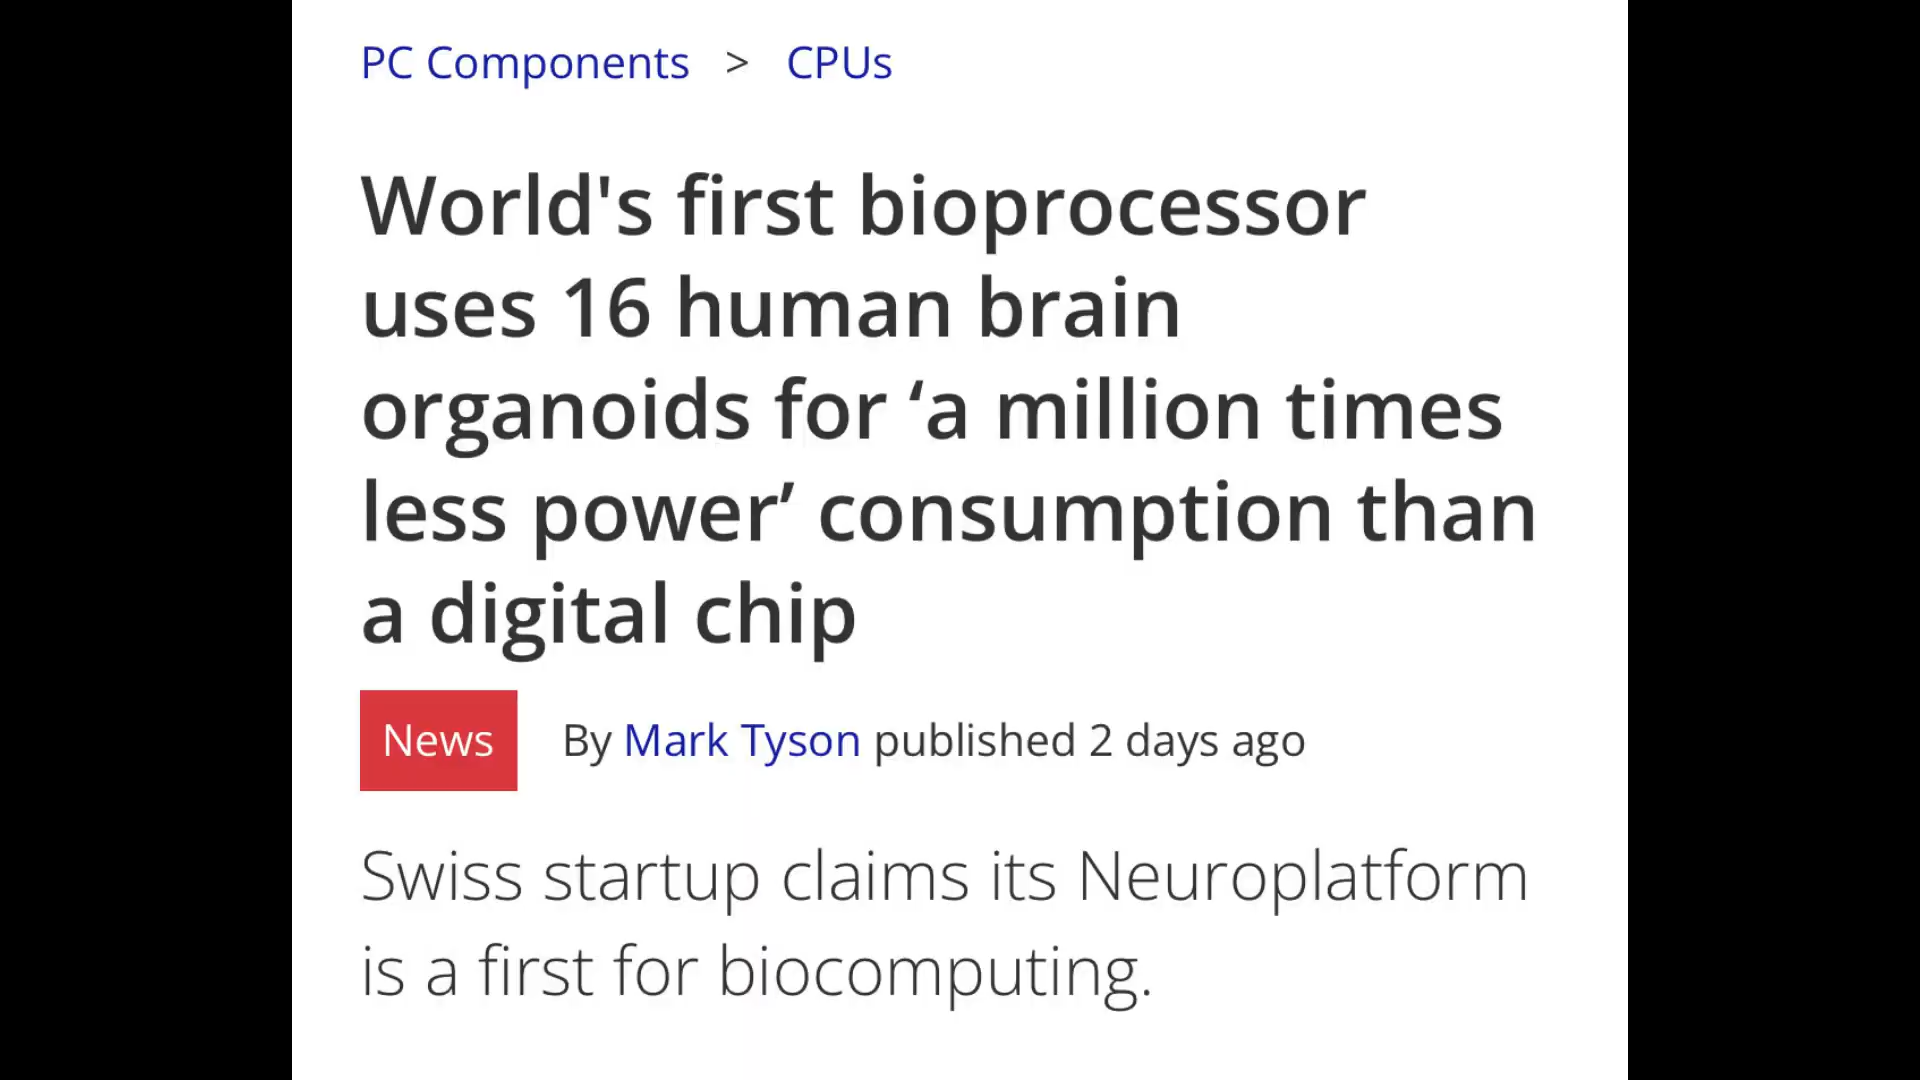 PC Components > CPUs
World's first bioprocessor
uses 16 human brain
organoids for ‘a million times
less power’ consumption than
a digital chip
News By Mark Tyson published 2 days ago
Swiss startup claims its Neuroplatform
is a first for biocomputing.